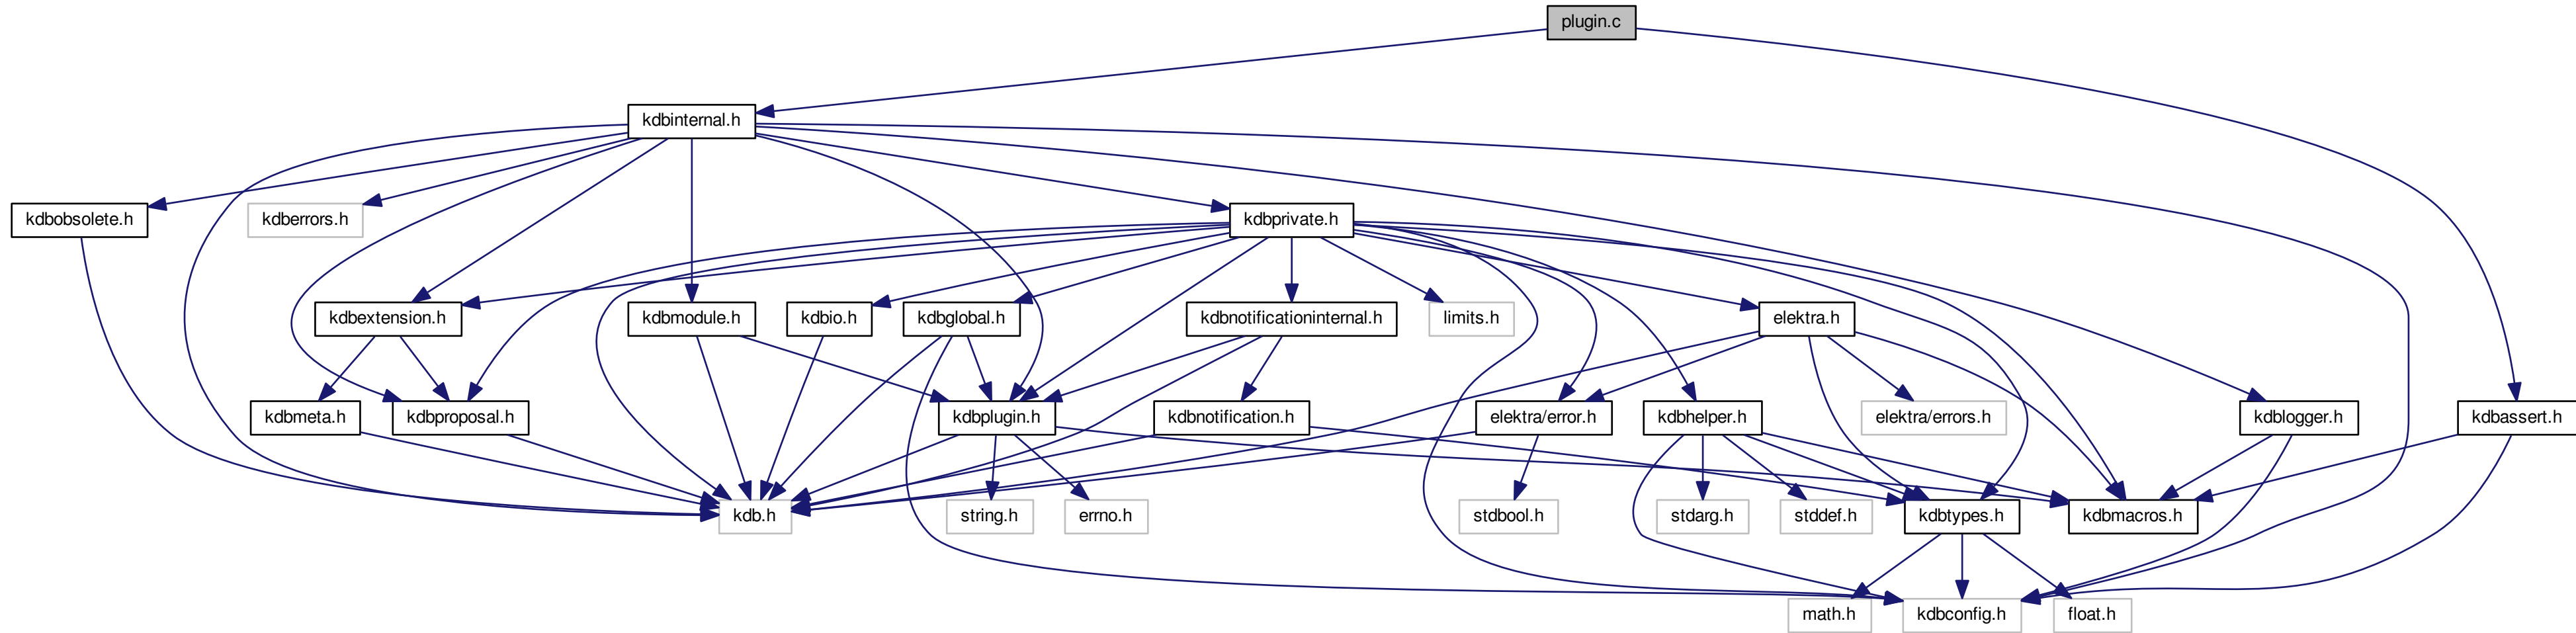 plugin.c
kdbinternal.h
kdbobsolete.h
kdberrors.h
kdbprivate.h
kdbextension.h
kdbmodule.h
kdbio.h
kdbglobal.h
kdbnotificationinternal.h
limits.h
elektra.h
kdbmeta.h
kdbproposal.h
kdbplugin.h
kdbnotification.h
elektra/error.h
kdbhelper.h
elektra/errors.h
kdblogger.h
kdbassert.h
kdb.h
string.h
errno.h
stdbool.h
stdarg.h
stddef.h
kdbtypes.h
kdbmacros.h
math.h
kdbconfig.h
float.h